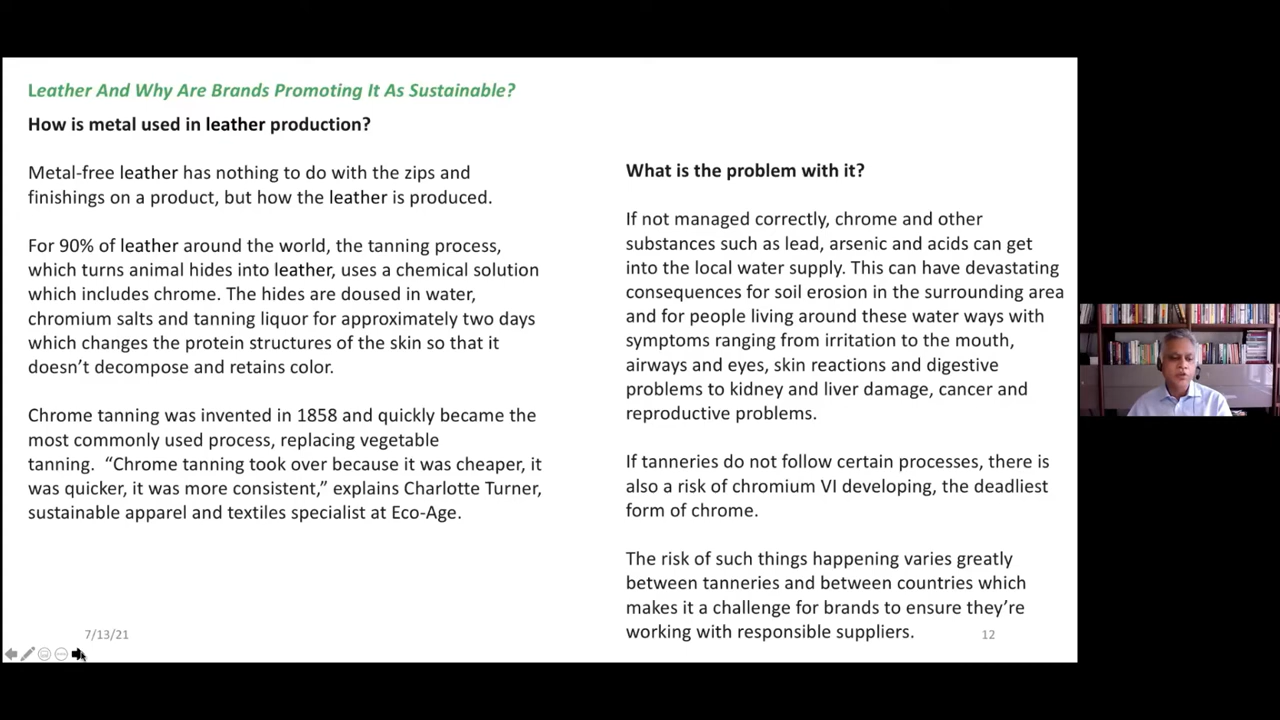 Leather And Why Are Brands Promoting It As Sustainable?
How is metal used in leather production?
Metal-free leather has nothing to do with the zips and
finishings on a product, but how the leather is produced.
For 90% of leather around the world, the tanning process,
which turns animal hides into leather, uses a chemical solution
which includes chrome. The hides are doused in water,
chromium salts and tanning liquor for approximately two days
which changes the protein structures of the skin so that it
doesn’t decompose and retains color.
Chrome tanning was invented in 1858 and quickly became the
most commonly used process, replacing vegetable
tanning.  “Chrome tanning took over because it was cheaper, it
was quicker, it was more consistent,” explains Charlotte Turner,
sustainable apparel and textiles specialist at Eco-Age.
What is the problem with it?
If not managed correctly, chrome and other
substances such as lead, arsenic and acids can get
into the local water supply. This can have devastating
consequences for soil erosion in the surrounding area
and for people living around these water ways with
symptoms ranging from irritation to the mouth,
airways and eyes, skin reactions and digestive
problems to kidney and liver damage, cancer and
reproductive problems.
If tanneries do not follow certain processes, there is
also a risk of chromium VI developing, the deadliest
form of chrome.
The risk of such things happening varies greatly
between tanneries and between countries which
makes it a challenge for brands to ensure they’re
working with responsible suppliers.
7/13/21
12